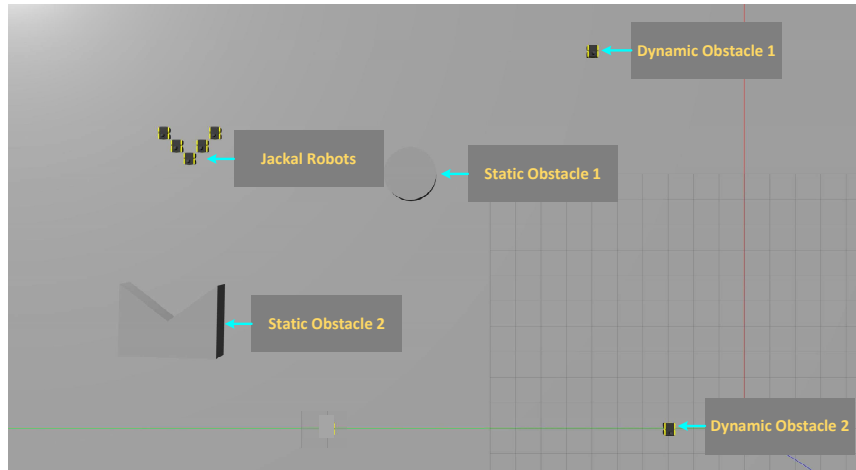 Dynamic Obstacle 1
Jackal Robots
Static Obstacle 1
Static Obstacle 2
Dynamic Obstacle 2